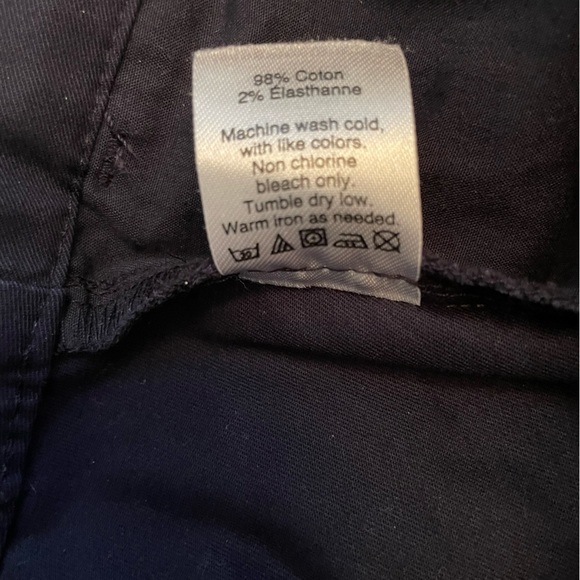 98% Coton
2% Élasthanne
Machine wash cold,
with like colors.
Non chlorine
bleach only.
Tumble dry low.
Warm iron as needed.